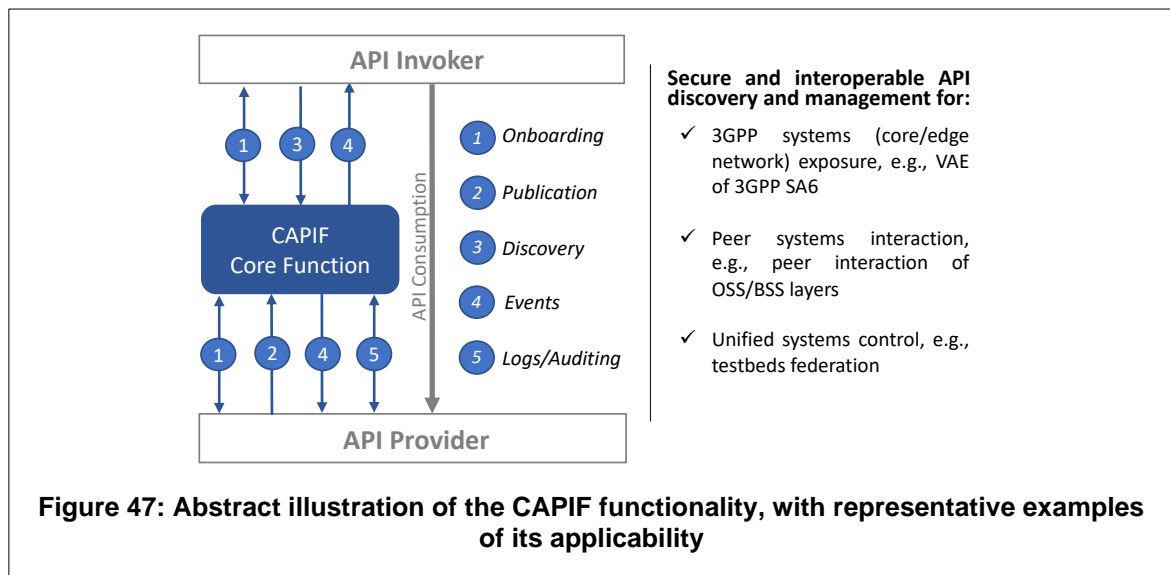 API Invoker
1
3
4
CAPIF
Core Function
1
2
4
5
API Consumption
1 Onboarding
2 Publication
3 Discovery
4 Events
5 Logs/Auditing
API Provider
Secure and interoperable API
discovery and management for:
✓ 3GPP systems (core/edge
network) exposure, e.g., VAE
of 3GPP SA6
✓ Peer systems interaction,
e.g., peer interaction of
OSS/BSS layers
✓ Unified systems control, e.g.,
testbeds federation
Figure 47: Abstract illustration of the CAPIF functionality, with representative examples
of its applicability